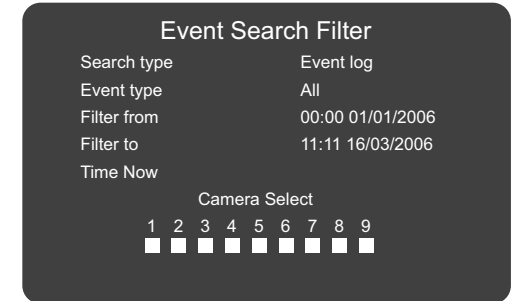 Event Search Filter
Search type Event log
Event type All
Filter from 00:00 01/01/2006
Filter to 11:11 16/03/2006
Time Now
Camera Select
1 2 3 4 5 6 7 8 9